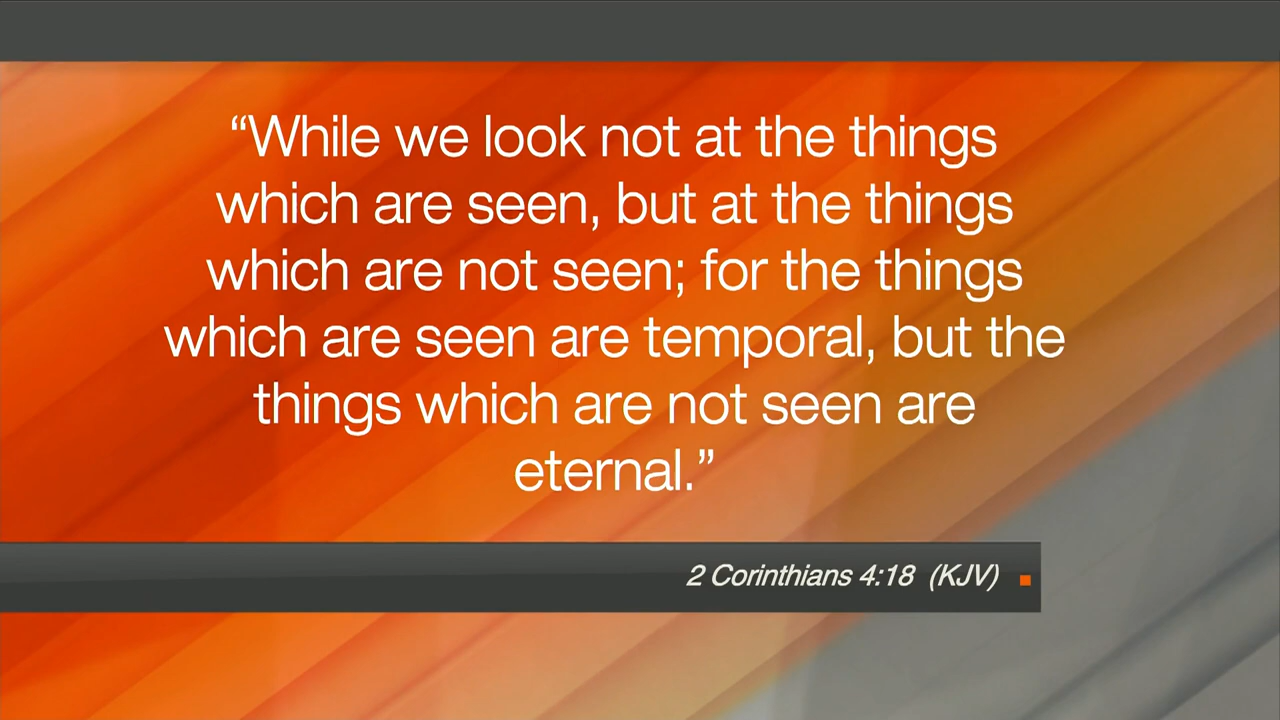 “While we look not at the things
which are seen, but at the things
which are not seen; for the things
which are seen are temporal, but the
things which are not seen are
eternal.”
2 Corinthians 4:18 (KJV)